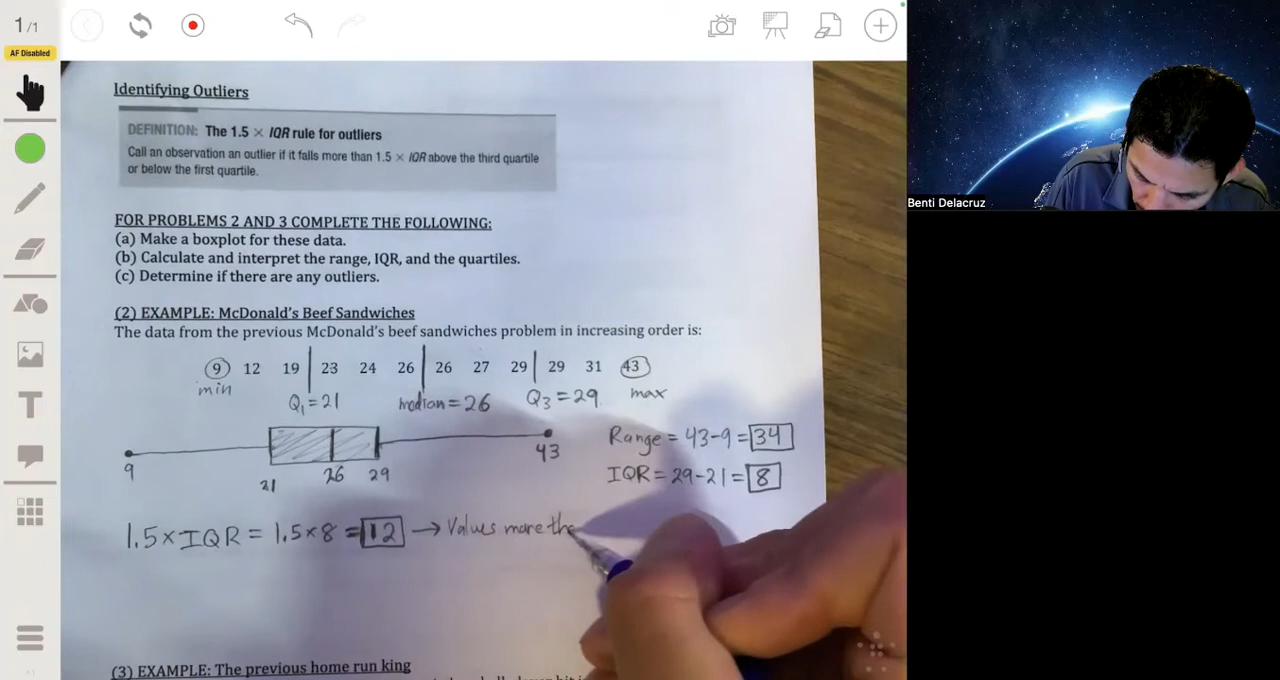 1/1
AF Disabled
T
Benti Delacruz
Identifying Outliers
DEFINITION: The 1.5 × IQR rule for outliers
Call an observation an outlier if it falls more than 1.5 × IQR above the third quartile
or below the first quartile.
FOR PROBLEMS 2 AND 3 COMPLETE THE FOLLOWING:
(a) Make a boxplot for these data.
(b) Calculate and interpret the range, IQR, and the quartiles.
(c) Determine if there are any outliers.
(2) EXAMPLE: McDonald's Beef Sandwiches
The data from the previous McDonald's beef sandwiches problem in increasing order is:
9 12 19 23 24 26 26 27 29 29 31 43
min Q₁=21 median=26 Q₃=29 max
9 21 26 29 43
Range = 43-9 = 34
IQR = 29-21 = 8
1.5×IQR = 1.5×8 = 12 → Values more tha
(3) EXAMPLE: The previous home run king